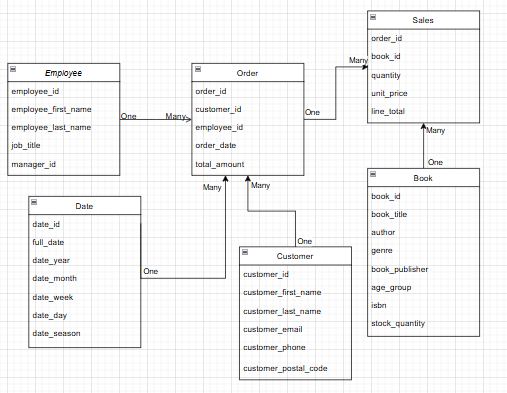 Sales
order_id
book_id
quantity
unit_price
line_total
Many
Employee
employee_id
employee_first_name
employee_last_name
job_title
manager_id
One
Many
Order
order_id
customer_id
employee_id
order_date
total_amount
One
Many
One
Many
Many
Date
date_id
full_date
date_year
date_month
date_week
date_day
date_season
One
One
Customer
customer_id
customer_first_name
customer_last_name
customer_email
customer_phone
customer_postal_code
Book
book_id
book_title
author
genre
book_publisher
age_group
isbn
stock_quantity